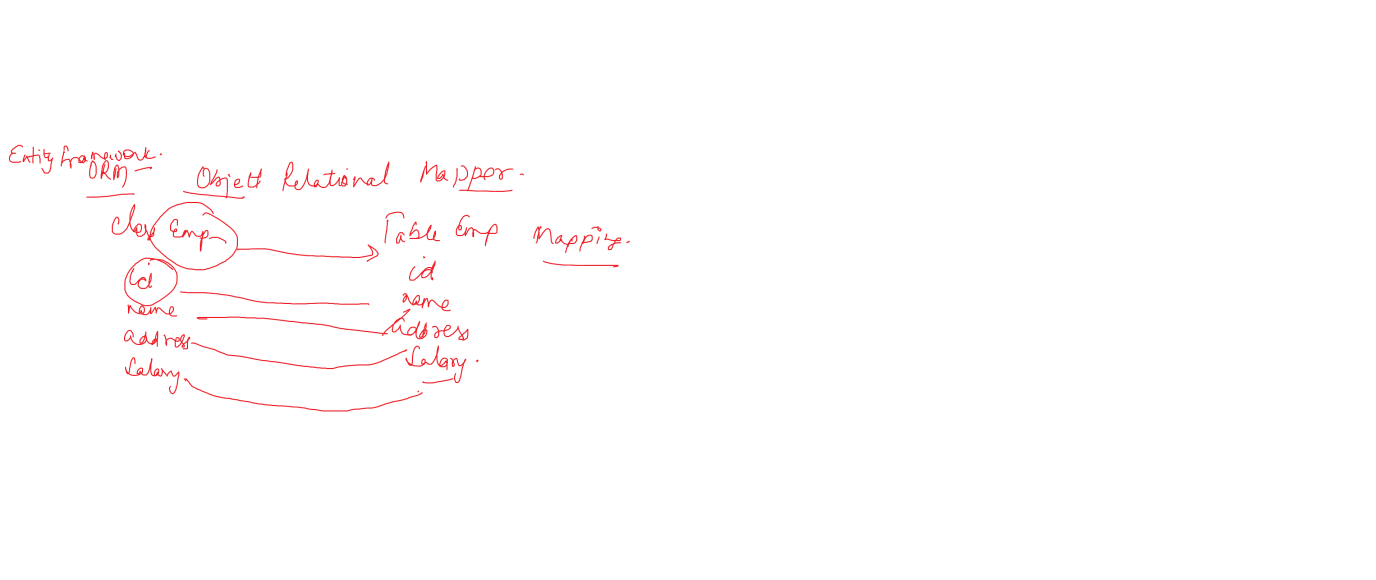 Entity framework.
ORM - Object Relational Mapper.
class Emp Table Emp Mapping.
id id
name name
address address
salary salary.